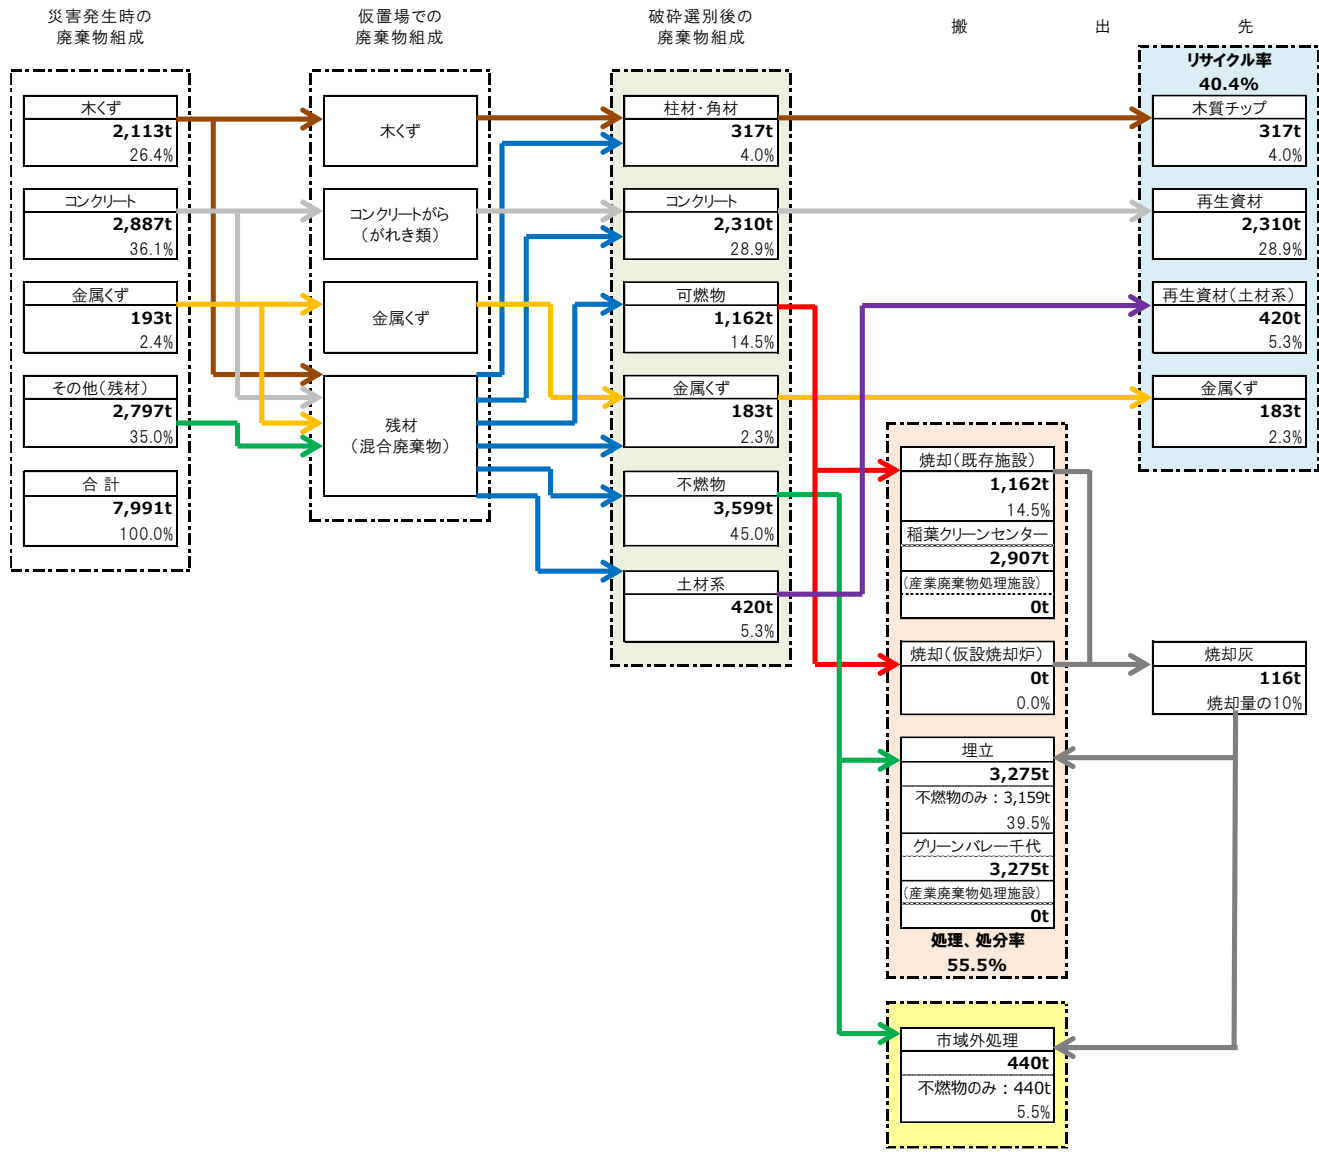 災害発生時の
廃棄物組成
仮置場での
廃棄物組成
破砕選別後の
廃棄物組成
搬 出 先
木くず
2,113t
26.4%
コンクリート
2,887t
36.1%
金属くず
193t
2.4%
その他(残材)
2,797t
35.0%
合 計
7,991t
100.0%
木くず
コンクリートがら
(がれき類)
金属くず
残材
(混合廃棄物)
柱材・角材
317t
4.0%
コンクリート
2,310t
28.9%
可燃物
1,162t
14.5%
金属くず
183t
2.3%
不燃物
3,599t
45.0%
土材系
420t
5.3%
リサイクル率
40.4%
木質チップ
317t
4.0%
再生資材
2,310t
28.9%
再生資材(土材系)
420t
5.3%
金属くず
183t
2.3%
焼却(既存施設)
1,162t
14.5%
稲葉クリーンセンター
2,907t
(産業廃棄物処理施設)
0t
焼却(仮設焼却炉)
0t
0.0%
焼却灰
116t
焼却量の10%
埋立
3,275t
不燃物のみ:3,159t
39.5%
グリーンバレー千代
3,275t
(産業廃棄物処理施設)
0t
処理、処分率
55.5%
市域外処理
440t
不燃物のみ:440t
5.5%